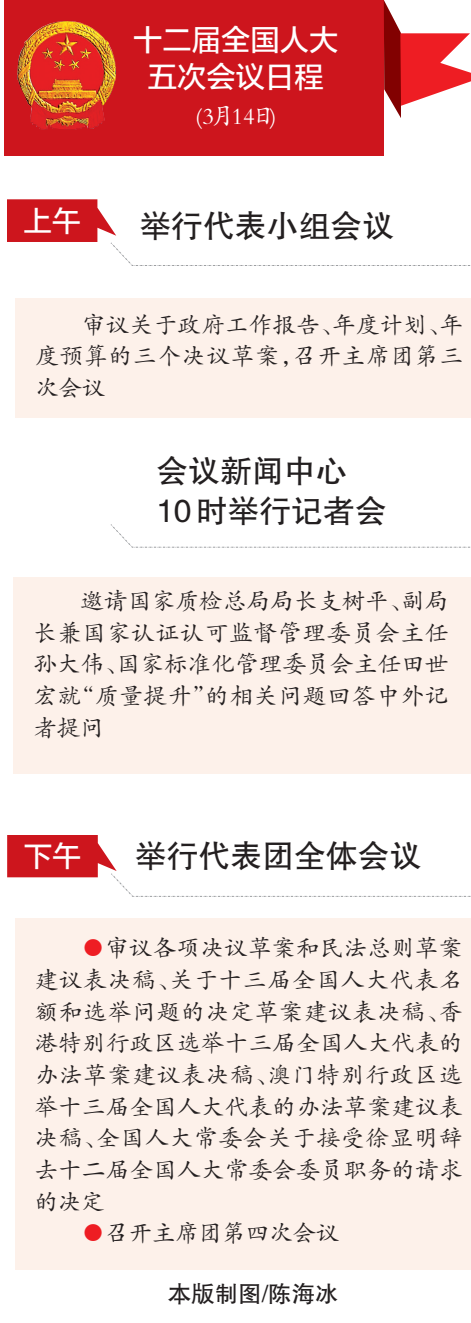 十二届全国人大
五次会议日程
(3月14日)
上午
举行代表小组会议
审议关于政府工作报告、年度计划、年
度预算的三个决议草案,召开主席团第三
次会议
会议新闻中心
10时举行记者会
邀请国家质检总局局长支树平、副局
长兼国家认证认可监督管理委员会主任
孙大伟、国家标准化管理委员会主任田世
宏就“质量提升”的相关问题回答中外记
者提问
下午
举行代表团全体会议
●审议各项决议草案和民法总则草案
建议表决稿、关于十三届全国人大代表名
额和选举问题的决定草案建议表决稿、香
港特别行政区选举十三届全国人大代表的
办法草案建议表决稿、澳门特别行政区选
举十三届全国人大代表的办法草案建议表
决稿、全国人大常委会关于接受徐显明辞
去十二届全国人大常委会委员职务的请求
的决定
●召开主席团第四次会议
本版制图/陈海冰